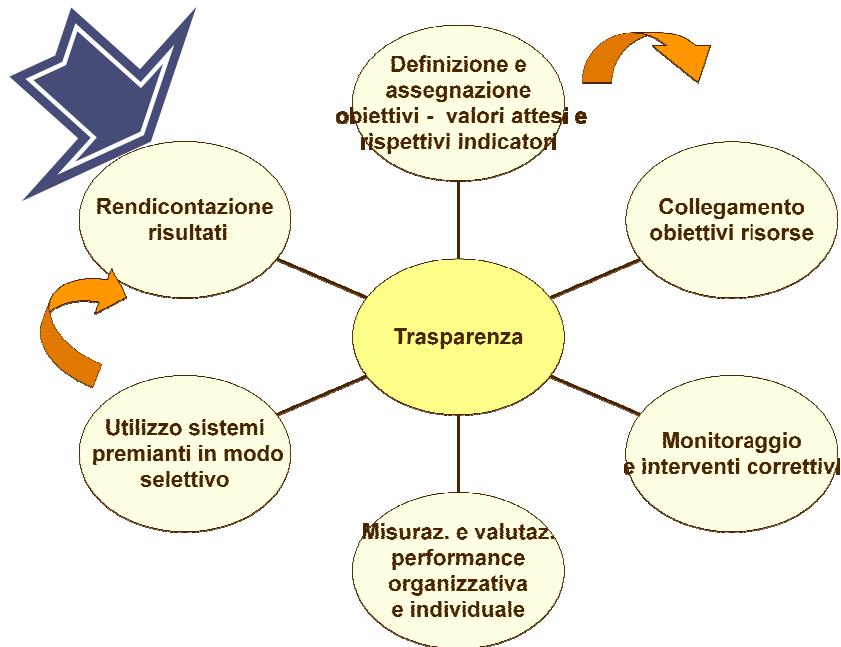 Definizione e
assegnazione
obiettivi - valori attesi e
rispettivi indicatori
Rendicontazione
risultati
Collegamento
obiettivi risorse
Trasparenza
Utilizzo sistemi
premianti in modo
selettivo
Monitoraggio
e interventi correttivi
Misuraz. e valutaz.
performance
organizzativa
e individuale